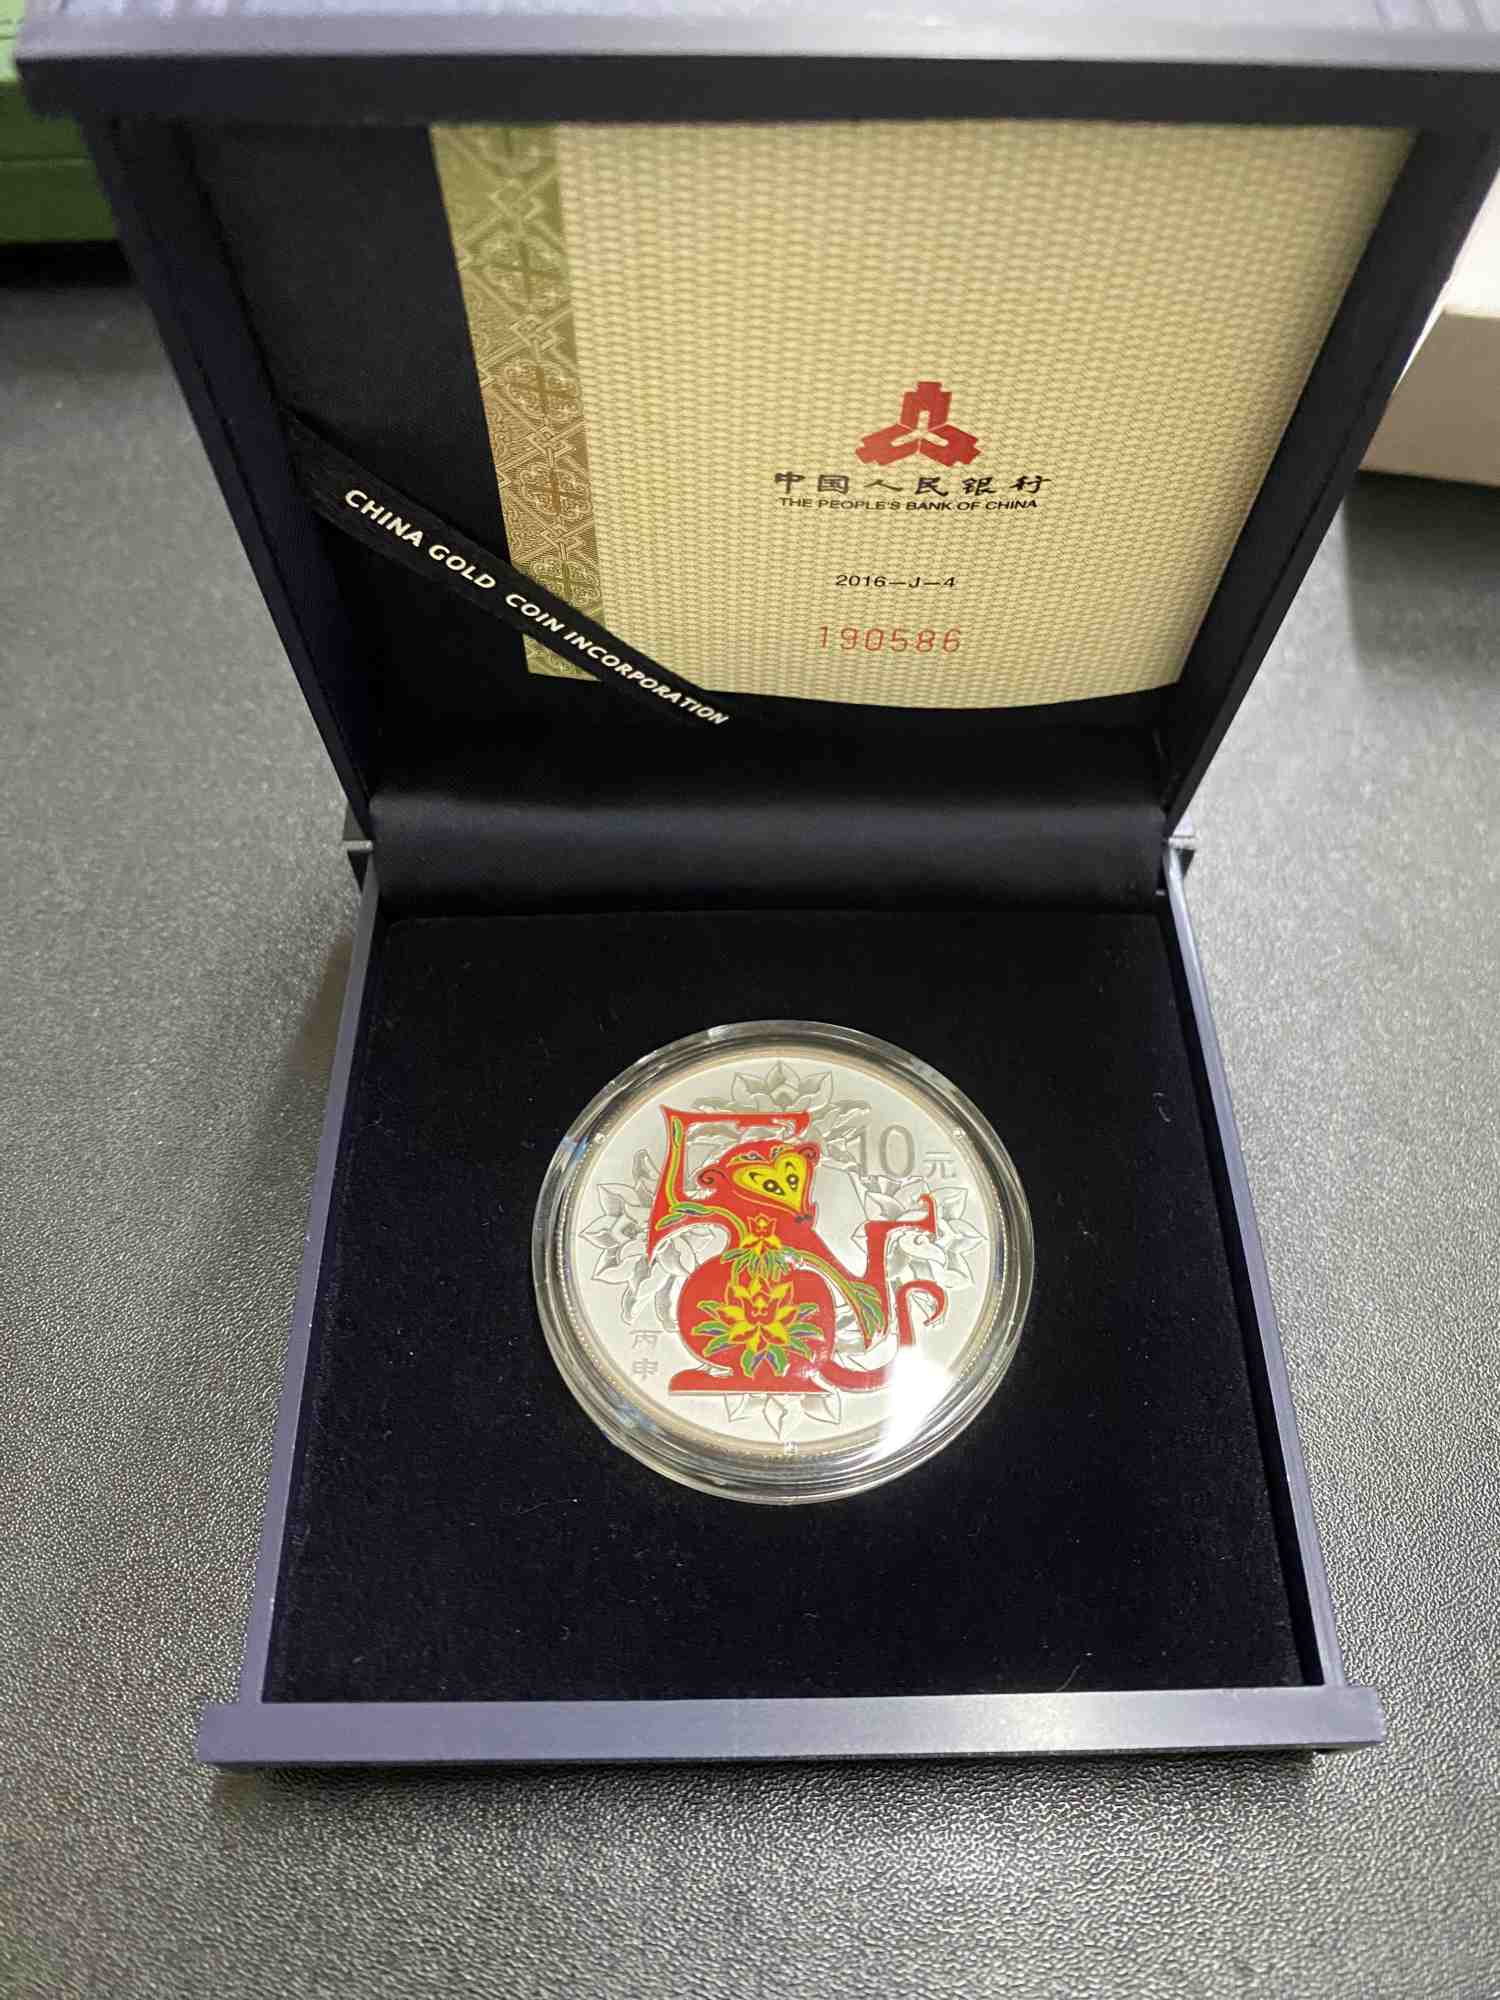 中国人民银行
THE PEOPLE'S BANK OF CHINA
2016-J-4
190586
CHINA GOLD COIN INCORPORATION
10元
丙申